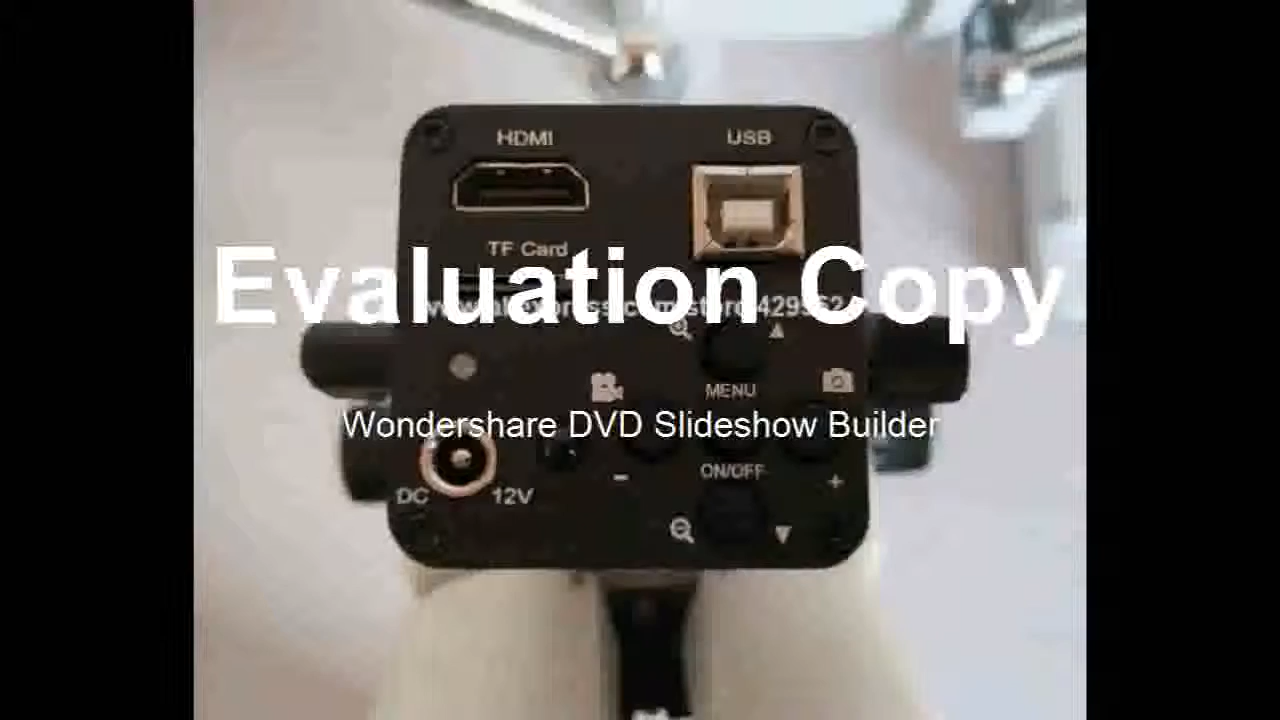 HDMI USB
TF Card
Evaluation Copy
MENU
Wondershare DVD Slideshow Builder
ON/OFF
− +
DC 12V